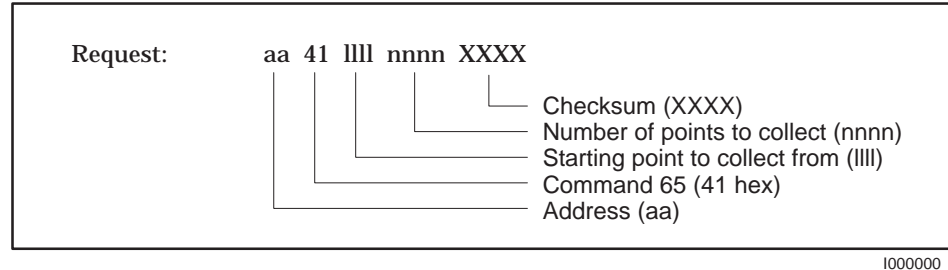 Request: aa 41 llll nnnn XXXX
Checksum (XXXX)
Number of points to collect (nnnn)
Starting point to collect from (llll)
Command 65 (41 hex)
Address (aa)
I000000